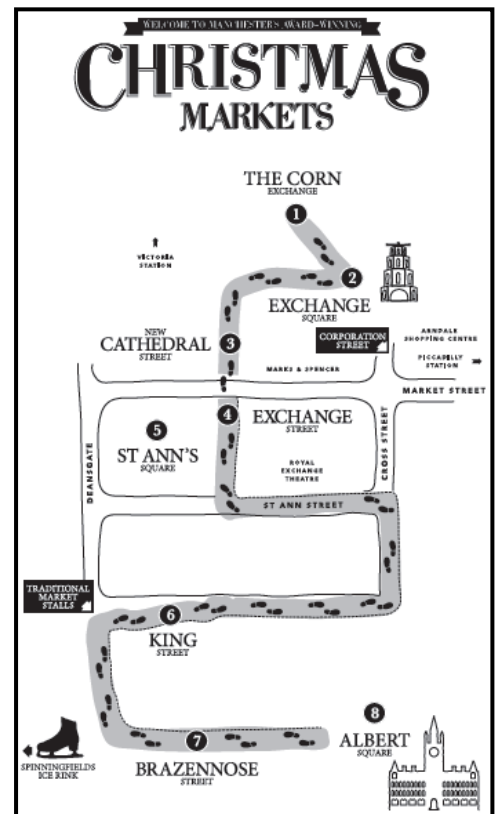 WELCOME TO MANCHESTER'S AWARD-WINNING
CHRISTMAS
MARKETS
THE CORN
EXCHANGE
1
VICTORIA
STATION
2
EXCHANGE
SQUARE
NEW
CATHEDRAL
STREET
3
CORPORATION
STREET
ARNDALE
SHOPPING CENTRE
PICCADILLY
STATION
MARKS & SPENCER
MARKET STREET
4
EXCHANGE
STREET
5
ST ANN'S
SQUARE
DEANSGATE
ROYAL
EXCHANGE
THEATRE
CROSS STREET
ST ANN STREET
TRADITIONAL
MARKET
STALLS
6
KING
STREET
7
BRAZENNOSE
STREET
8
ALBERT
SQUARE
SPINNINGFIELDS
ICE RINK